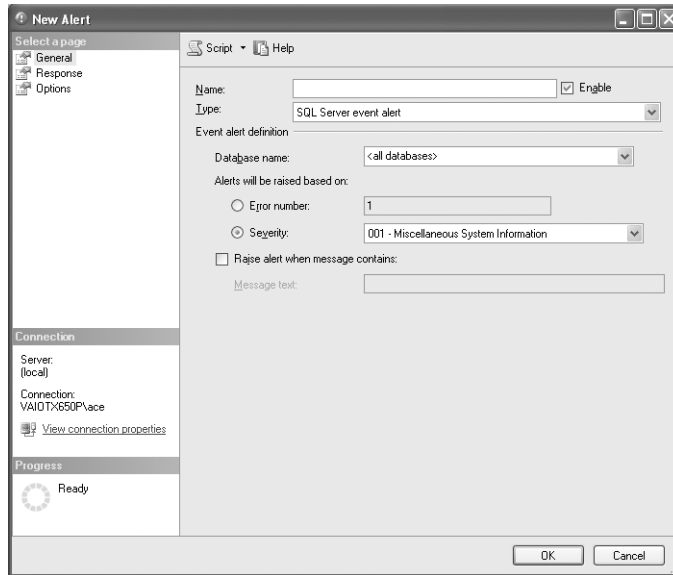 New Alert
Select a page
General
Response
Options
Script Help
Name:
Enable
Type:
SQL Server event alert
Event alert definition
Database name:
<all databases>
Alerts will be raised based on:
Error number:
1
Severity:
001 - Miscellaneous System Information
Raise alert when message contains:
Message text:
Connection
Server:
(local)
Connection:
VAIOTX650P\ace
View connection properties
Progress
Ready
OK
Cancel